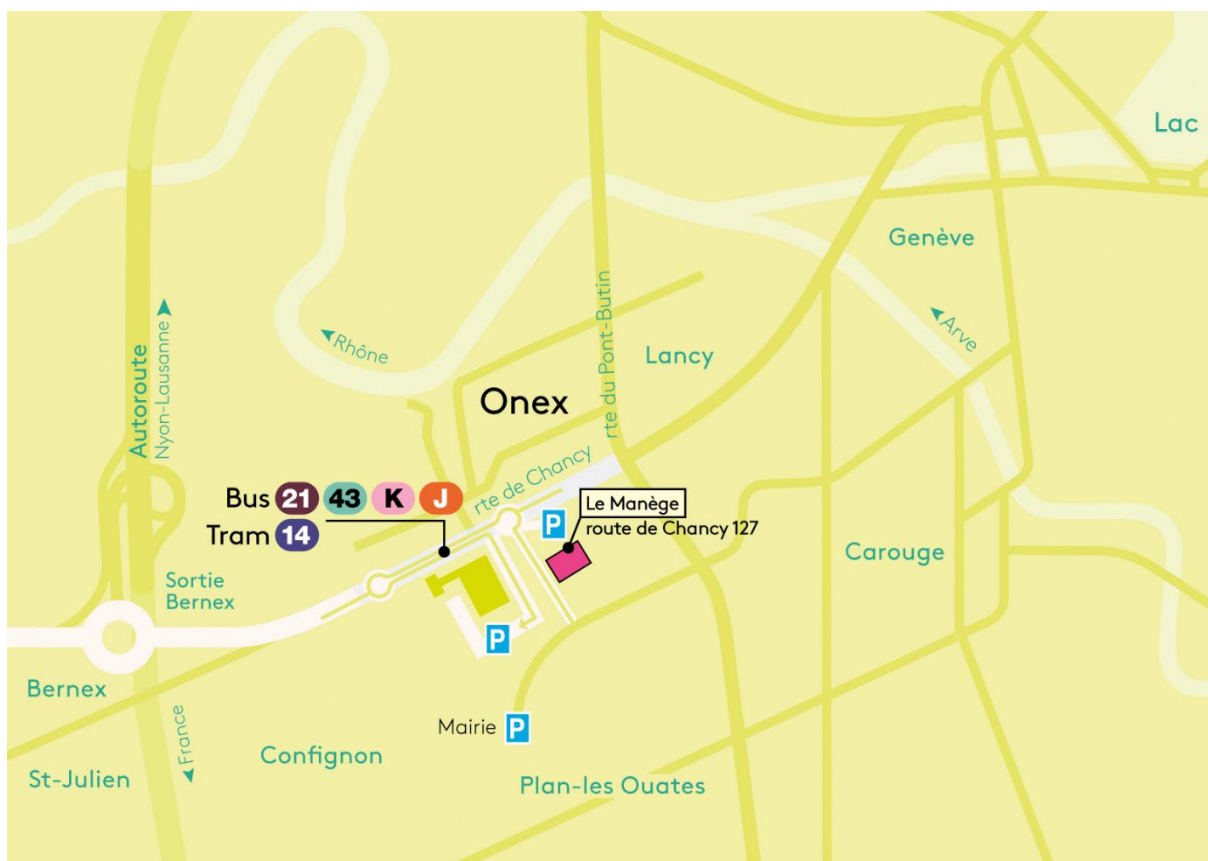 Lac
Genève
Arve
rte du Pont-Butin
Lancy
Rhône
Autoroute
Nyon-Lausanne
Onex
rte de Chancy
Bus 21 43 K J
Tram 14
P
Le Manège
route de Chancy 127
Carouge
Sortie
Bernex
P
Bernex
Mairie P
France
Confignon
St-Julien
Plan-les Ouates